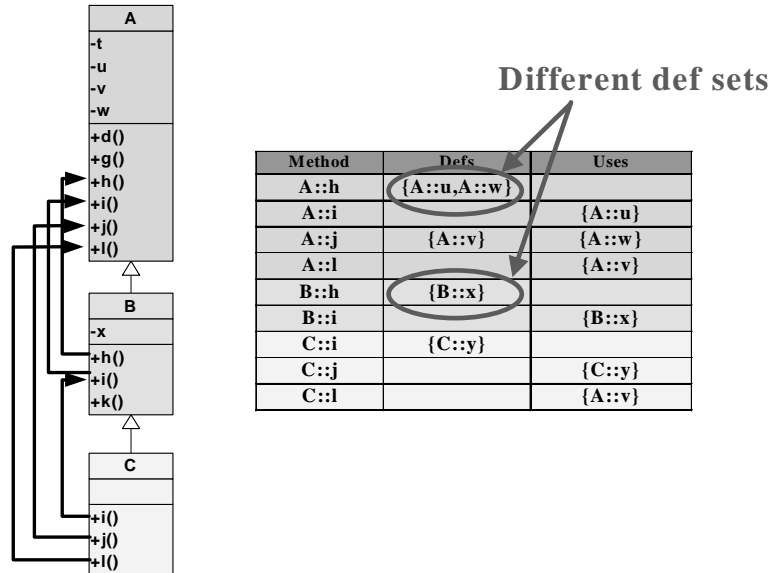 A
-t
-u
-v
-w
+d()
+g()
+h()
+i()
+j()
+l()
B
-x
+h()
+i()
+k()
C
+i()
+j()
+l()
Different def sets
Method Defs Uses
A::h {A::u,A::w}
A::i {A::u}
A::j {A::v} {A::w}
A::l {A::v}
B::h {B::x}
B::i {B::x}
C::i {C::y}
C::j {C::y}
C::l {A::v}